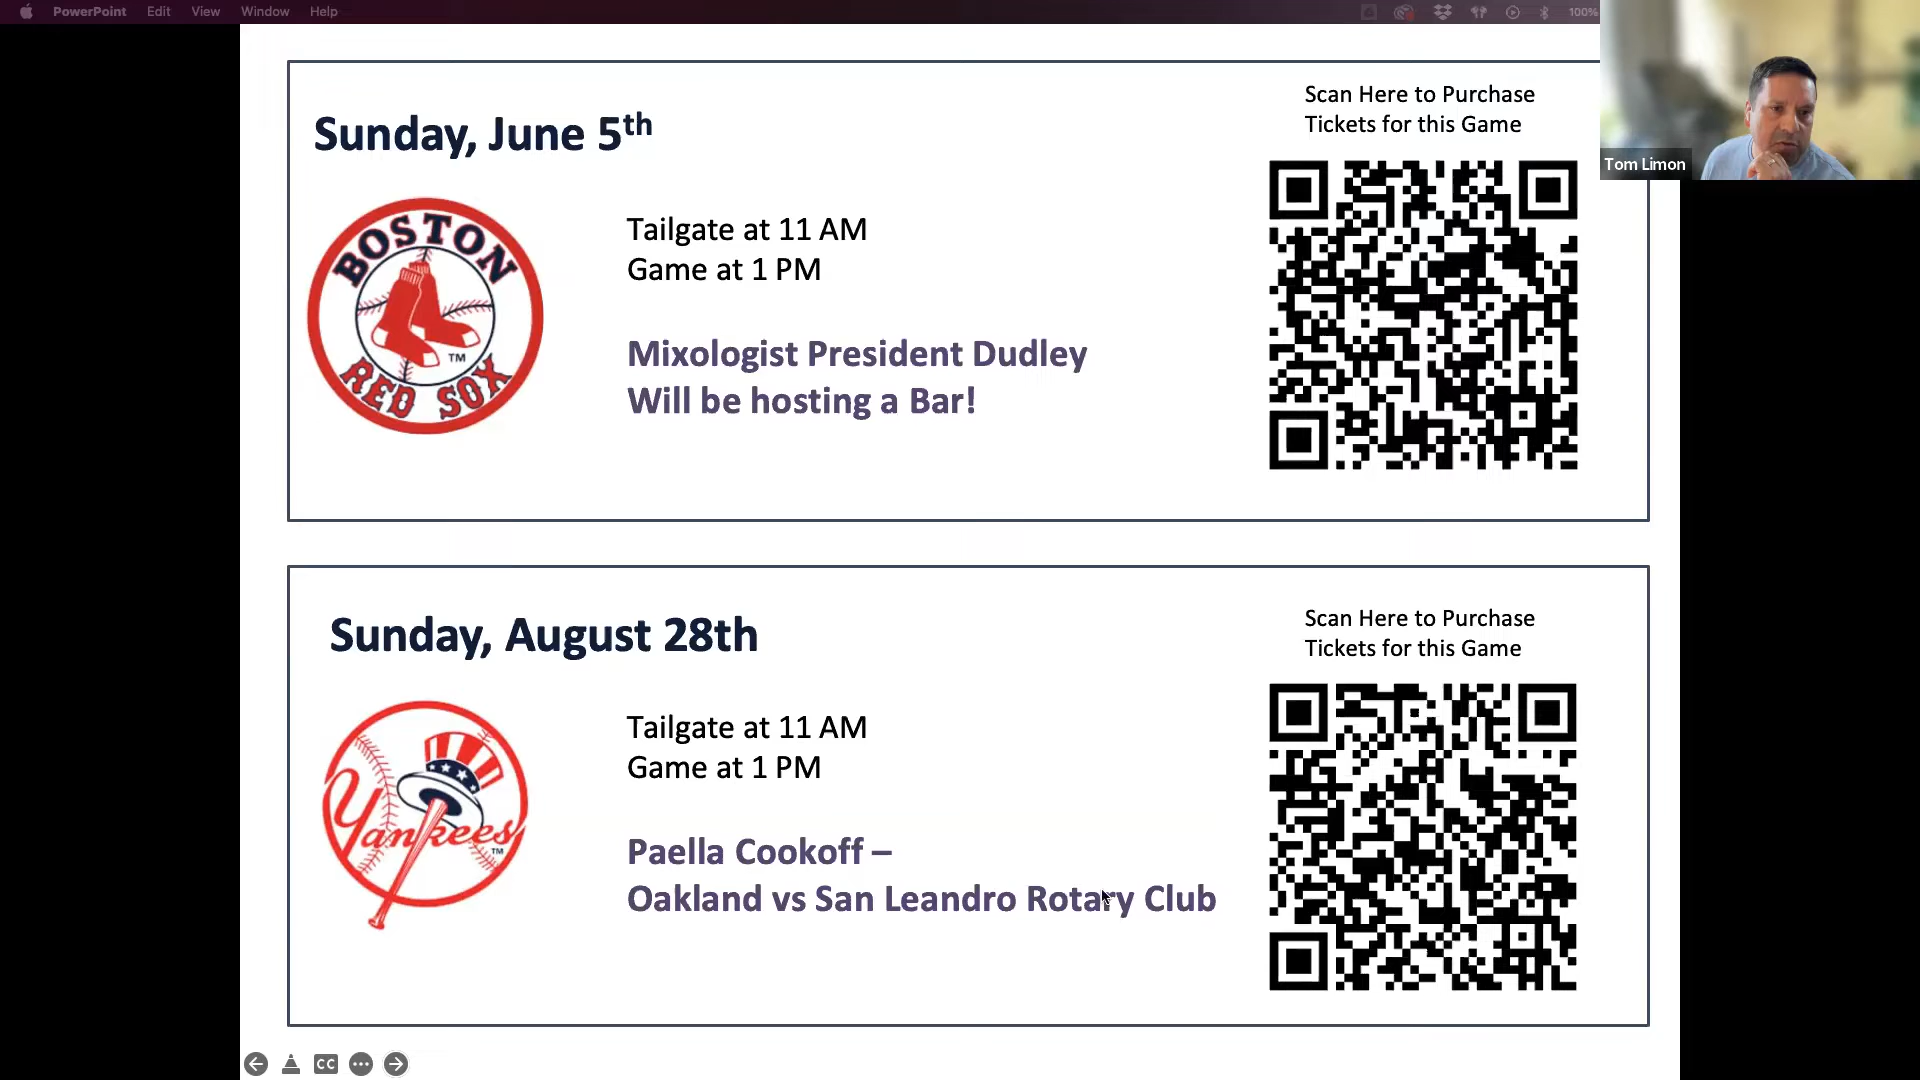 PowerPoint Edit View Window Help
100%
Sunday, June 5th
Scan Here to Purchase
Tickets for this Game
Tom Limon
BOSTON
RED SOX
TM
Tailgate at 11 AM
Game at 1 PM
Mixologist President Dudley
Will be hosting a Bar!
Sunday, August 28th
Scan Here to Purchase
Tickets for this Game
Yankees
TM
Tailgate at 11 AM
Game at 1 PM
Paella Cookoff –
Oakland vs San Leandro Rotary Club
CC